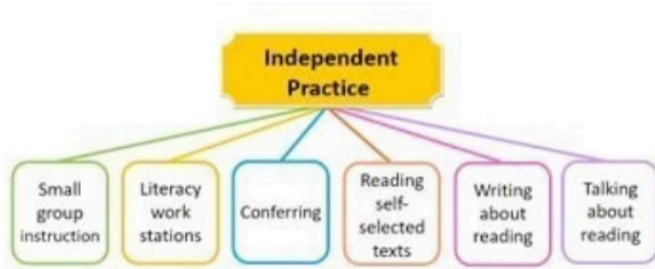 Independent
Practice
Small
group
instruction
Literacy
work
stations
Conferring
Reading
self-
selected
texts
Writing
about
reading
Talking
about
reading